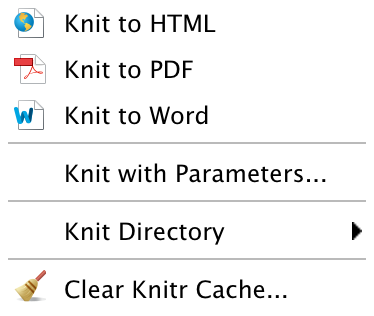 Knit to HTML
Knit to PDF
Knit to Word
Knit with Parameters...
Knit Directory
Clear Knitr Cache...